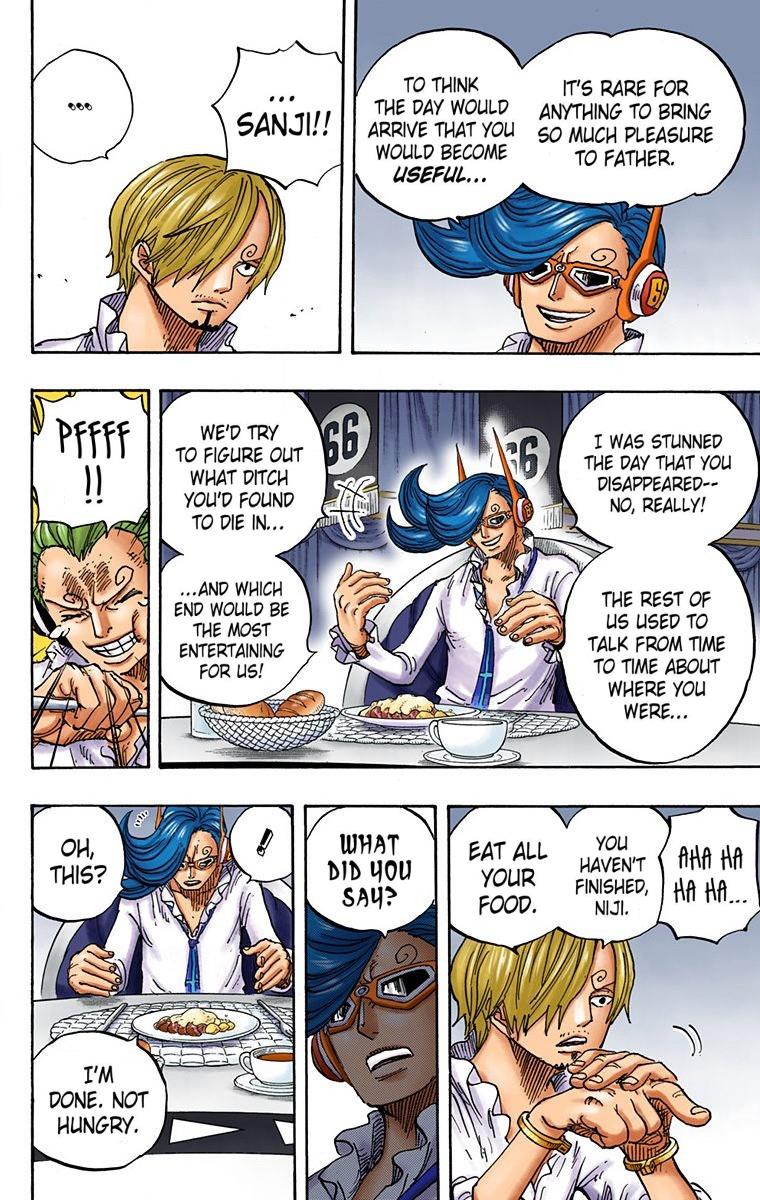 IT'S RARE FOR
ANYTHING TO BRING
SO MUCH PLEASURE
TO FATHER.
TO THINK
THE DAY WOULD
ARRIVE THAT YOU
WOULD BECOME
USEFUL...
66
...
SANJI!!
...
I WAS STUNNED
THE DAY THAT YOU
DISAPPEARED--
NO, REALLY!
THE REST OF
US USED TO
TALK FROM TIME
TO TIME ABOUT
WHERE YOU
WERE...
66
66
WE'D TRY
TO FIGURE OUT
WHAT DITCH
YOU'D FOUND
TO DIE IN...
...AND WHICH
END WOULD BE
THE MOST
ENTERTAINING
FOR US!
PFFFF
!!
AHA HA
HA HA...
YOU
HAVEN'T
FINISHED,
NIJI.
EAT ALL
YOUR
FOOD.
WHAT
DID YOU
SAY?
!
OH,
THIS?
I'M
DONE. NOT
HUNGRY.